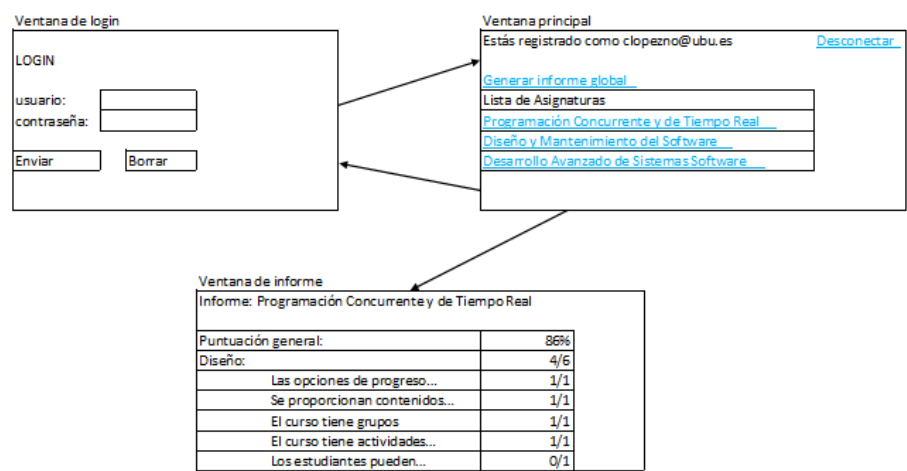 Ventana de login
LOGIN
usuario:
contraseña:
Enviar Borrar
Ventana principal
Estás registrado como clopezno@ubu.es Desconectar
Generar informe global
Lista de Asignaturas
Programación Concurrente y de Tiempo Real
Diseño y Mantenimiento del Software
Desarrollo Avanzado de Sistemas Software
Ventana de informe
Informe: Programación Concurrente y de Tiempo Real
Puntuación general: 86%
Diseño: 4/6
Las opciones de progreso... 1/1
Se proporcionan contenidos... 1/1
El curso tiene grupos 1/1
El curso tiene actividades... 1/1
Los estudiantes pueden... 0/1